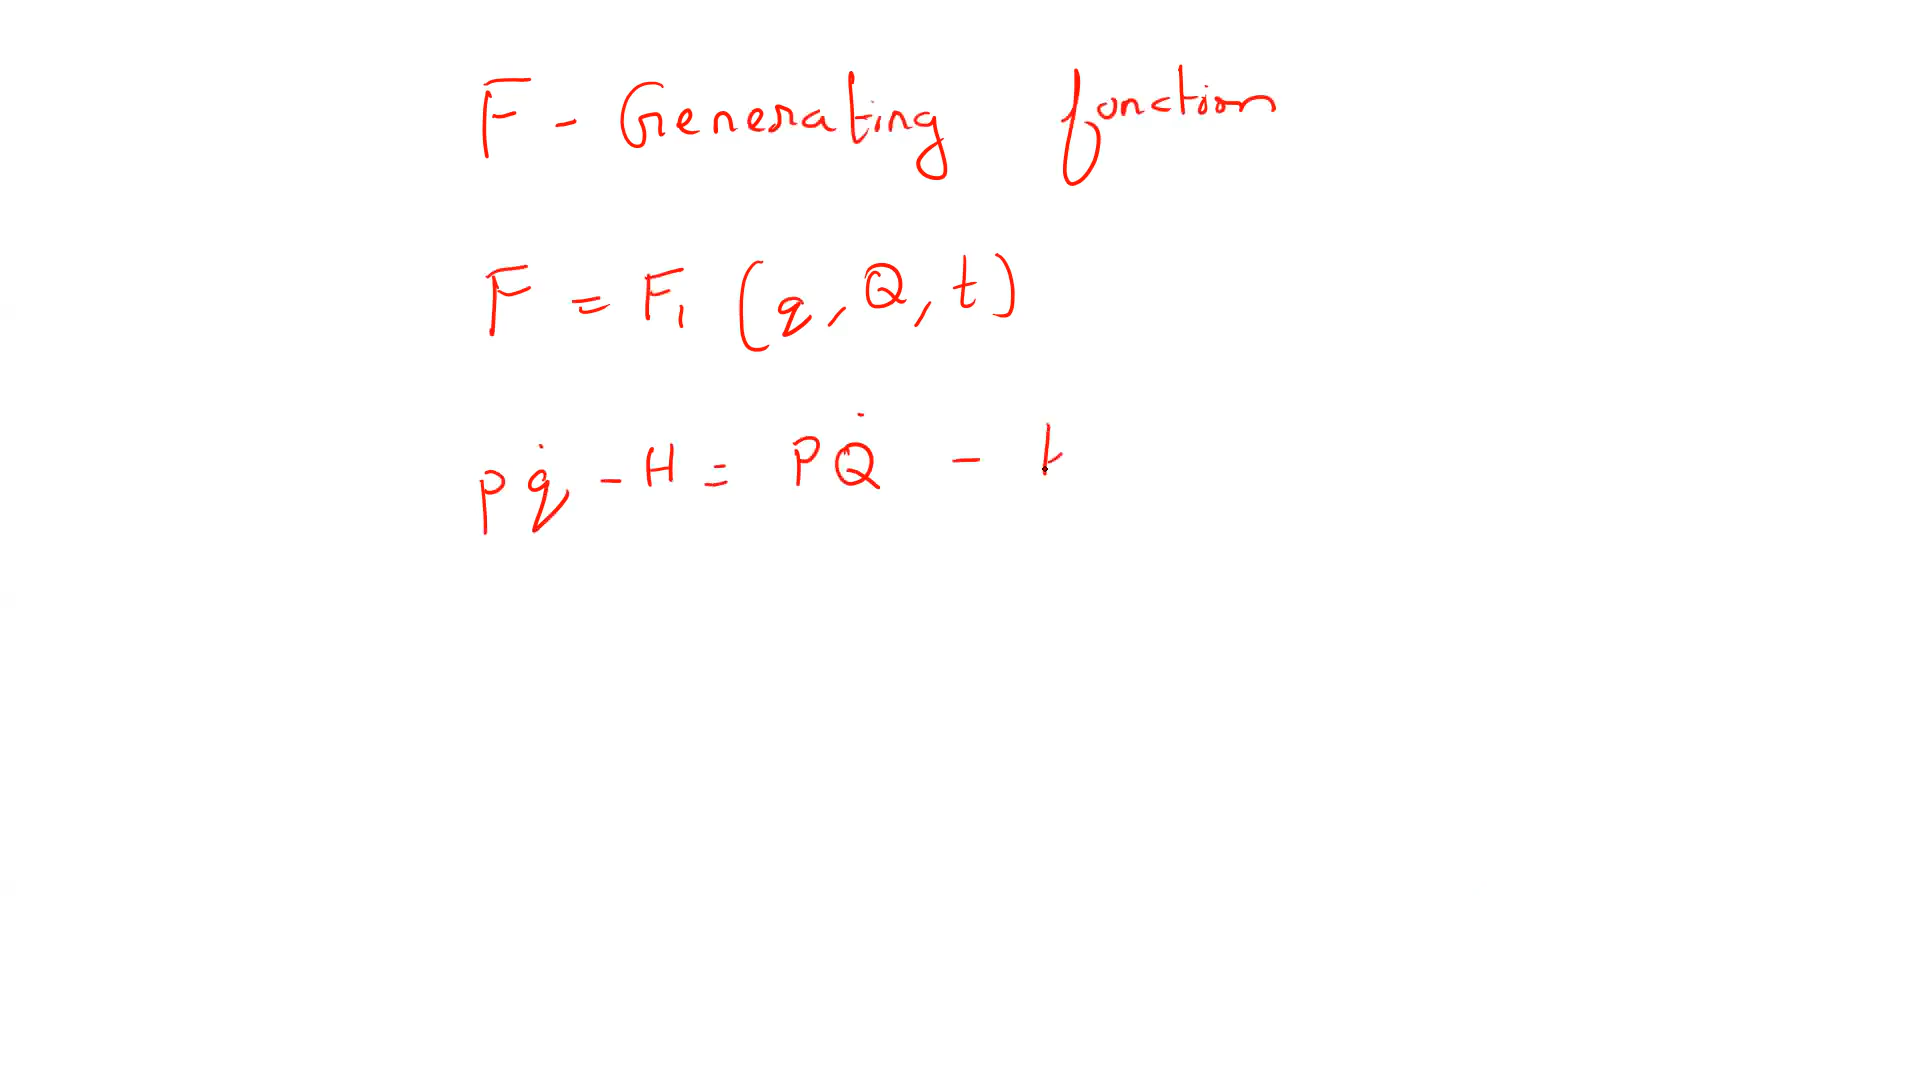 F - Generating function
F = F₁ (q, Q, t)
pq̇ - H = PQ̇ -